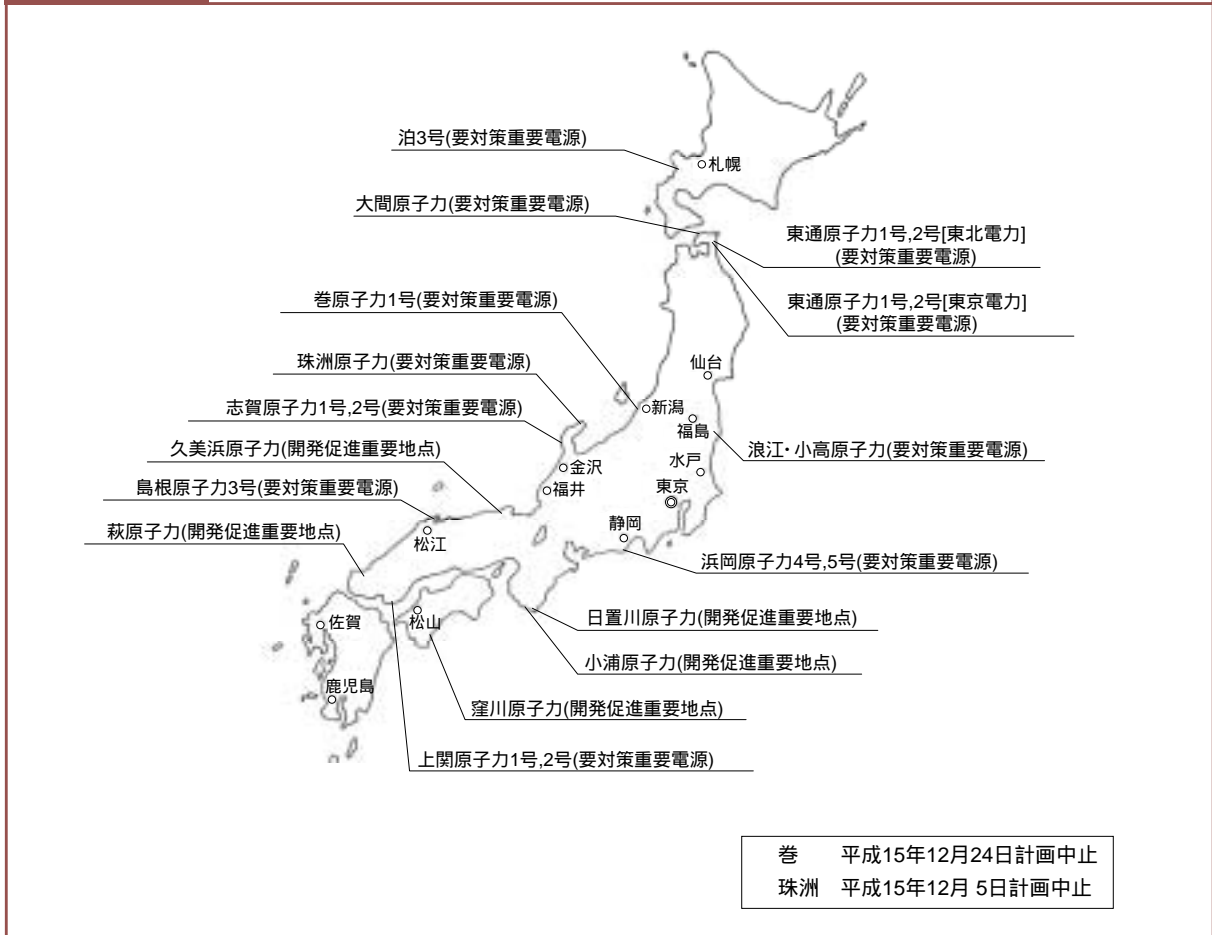 泊3号(要対策重要電源)
札幌
大間原子力(要対策重要電源)
東通原子力1号,2号[東北電力]
(要対策重要電源)
巻原子力1号(要対策重要電源)
東通原子力1号,2号[東京電力]
(要対策重要電源)
珠洲原子力(要対策重要電源)
仙台
志賀原子力1号,2号(要対策重要電源)
新潟
福島
久美浜原子力(開発促進重要地点)
浪江・小高原子力(要対策重要電源)
金沢
水戸
島根原子力3号(要対策重要電源)
福井
東京
萩原子力(開発促進重要地点)
松江
静岡
浜岡原子力4号,5号(要対策重要電源)
日置川原子力(開発促進重要地点)
佐賀
松山
小浦原子力(開発促進重要地点)
鹿児島
窪川原子力(開発促進重要地点)
上関原子力1号,2号(要対策重要電源)
巻 平成15年12月24日計画中止
珠洲 平成15年12月 5日計画中止